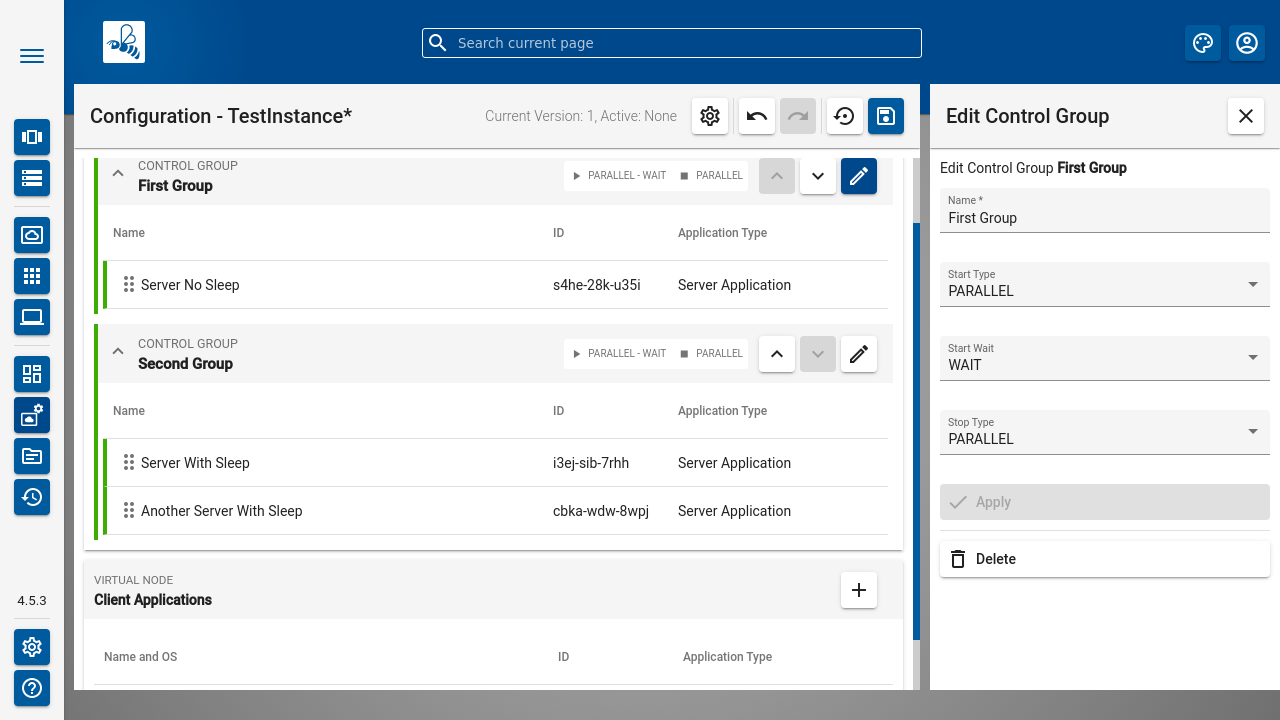 Search current page
Configuration - TestInstance*
Current Version: 1, Active: None
Edit Control Group
CONTROL GROUP
First Group
PARALLEL - WAIT
PARALLEL
Name
ID
Application Type
Server No Sleep
s4he-28k-u35i
Server Application
CONTROL GROUP
Second Group
PARALLEL - WAIT
PARALLEL
Name
ID
Application Type
Server With Sleep
i3ej-sib-7rhh
Server Application
Another Server With Sleep
cbka-wdw-8wpj
Server Application
VIRTUAL NODE
Client Applications
Name and OS
ID
Application Type
Edit Control Group First Group
Name *
First Group
Start Type
PARALLEL
Start Wait
WAIT
Stop Type
PARALLEL
Apply
Delete
4.5.3